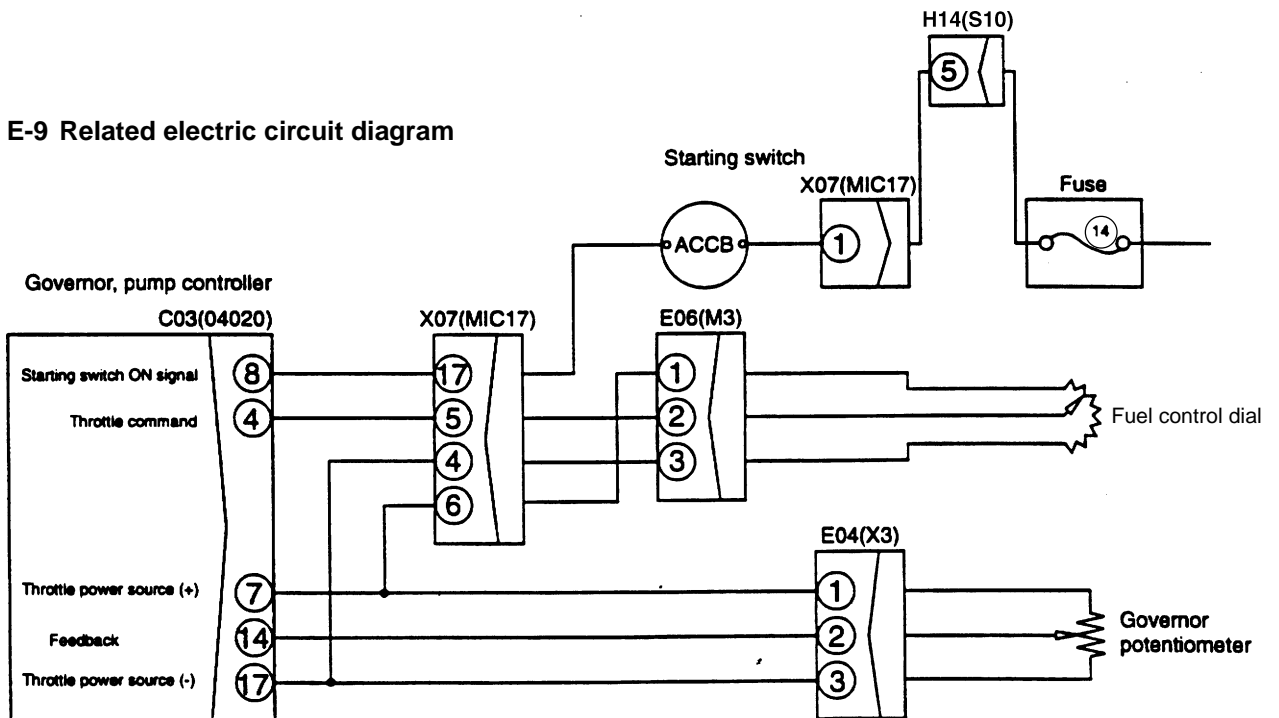 H14(S10)
5
E-9 Related electric circuit diagram
Starting switch
X07(MIC17)
Fuse
ACCB
1
14
Governor, pump controller
C03(04020)
X07(MIC17)
E06(M3)
Starting switch ON signal
8
17
1
Throttle command
4
5
2
Fuel control dial
4
3
6
E04(X3)
Throttle power source (+)
7
1
Feedback
14
2
Governor
potentiometer
Throttle power source (-)
17
3